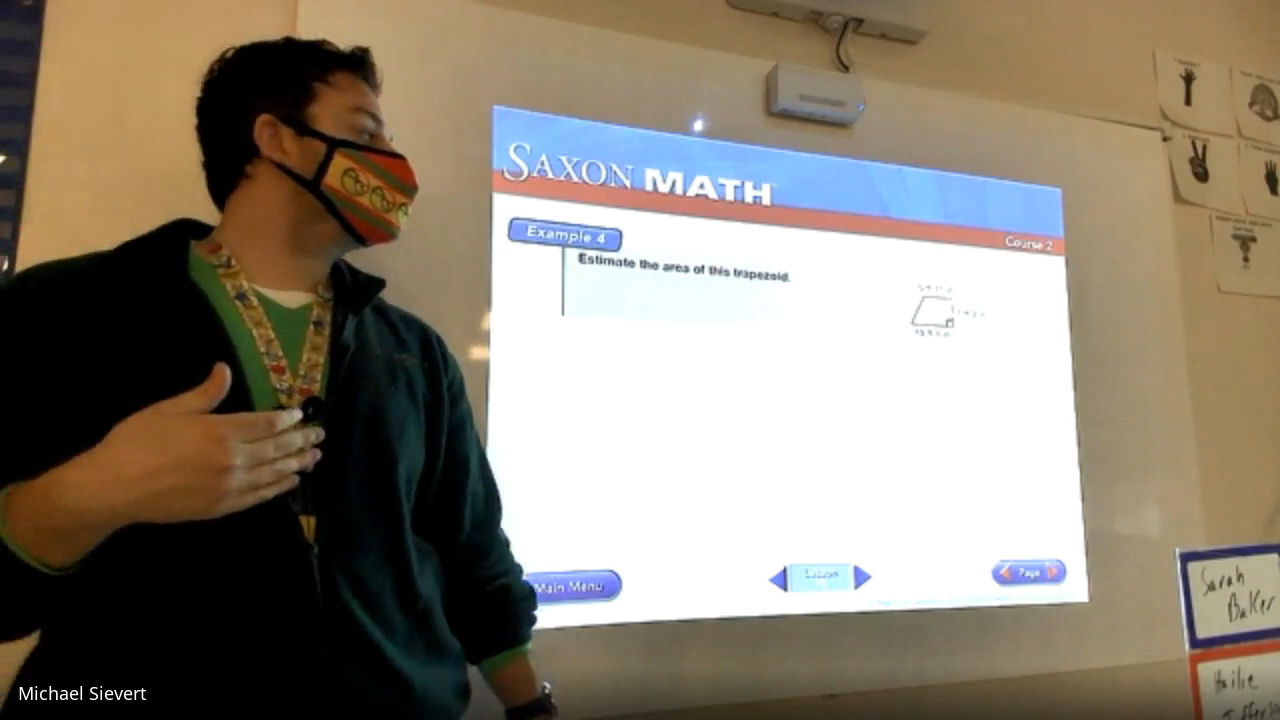 SAXON MATH
Course 2
Example 4
Estimate the area of this trapezoid.
Main Menu
Lesson
Page
Sarah
Baker
Hailie
Michael Sievert